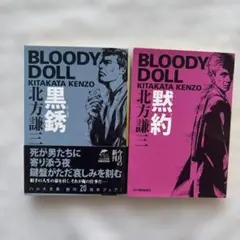 BLOODY
DOLL
KITAKATA KENZO
北方謙三
黒銹
死が男たちに
寄り添う夜
鍵盤がただ哀しみを刻む
BLOODY
DOLL
KITAKATA KENZO
北方謙三
黙約